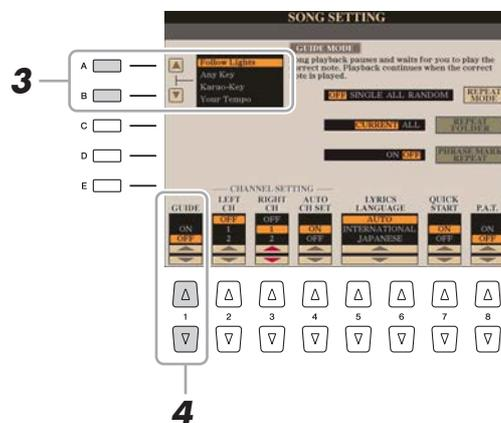 SONG SETTING
GUIDE MODE
ong playback pauses and waits for you to play the
orrect note. Playback continues when the correct
ote is played.
Follow Lights
Any Key
Karao-Key
Your Tempo
3
A
B
C
D
E
OFF SINGLE ALL RANDOM
REPEAT
MODE
CURRENT ALL
REPEAT
FOLDER
ON OFF
PHRASE MARK
REPEAT
CHANNEL SETTING
GUIDE
LEFT
CH
RIGHT
CH
AUTO
CH SET
LYRICS
LANGUAGE
QUICK
START
P.A.T.
ON
OFF
OFF
1
2
OFF
1
2
ON
OFF
AUTO
INTERNATIONAL
JAPANESE
ON
OFF
ON
OFF
1 2 3 4 5 6 7 8
4